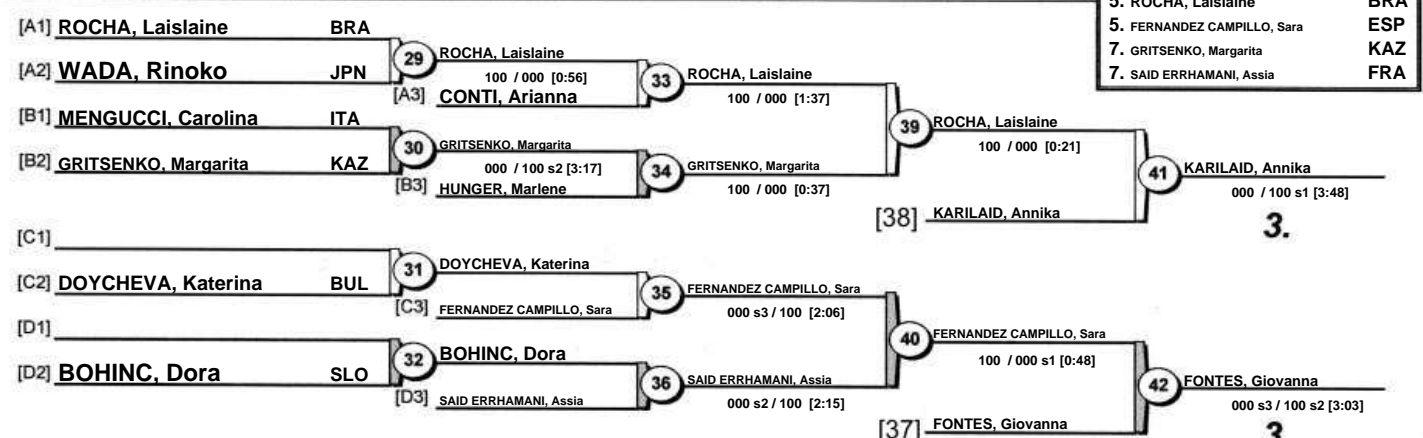 5. ROCHA, Laislaine BRA
5. FERNANDEZ CAMPILLO, Sara ESP
7. GRITSENKO, Margarita KAZ
7. SAID ERRHAMANI, Assia FRA
[A1] ROCHA, Laislaine BRA
29 ROCHA, Laislaine
100 / 000 [0:56]
[A2] WADA, Rinoko JPN
[A3] CONTI, Arianna
33 ROCHA, Laislaine
100 / 000 [1:37]
[B1] MENGUCCI, Carolina ITA
30 GRITSENKO, Margarita
000 / 100 s2 [3:17]
[B2] GRITSENKO, Margarita KAZ
[B3] HUNGER, Marlene
34 GRITSENKO, Margarita
100 / 000 [0:37]
39 ROCHA, Laislaine
100 / 000 [0:21]
[38] KARILAID, Annika
41 KARILAID, Annika
000 / 100 s1 [3:48]
3.
[C1]
31 DOYCHEVA, Katerina
[C2] DOYCHEVA, Katerina BUL
[C3] FERNANDEZ CAMPILLO, Sara
35 FERNANDEZ CAMPILLO, Sara
000 s3 / 100 [2:06]
[D1]
32 BOHINC, Dora
[D2] BOHINC, Dora SLO
[D3] SAID ERRHAMANI, Assia
36 SAID ERRHAMANI, Assia
000 s2 / 100 [2:15]
40 FERNANDEZ CAMPILLO, Sara
100 / 000 s1 [0:48]
[37] FONTES, Giovanna
42 FONTES, Giovanna
000 s3 / 100 s2 [3:03]
3